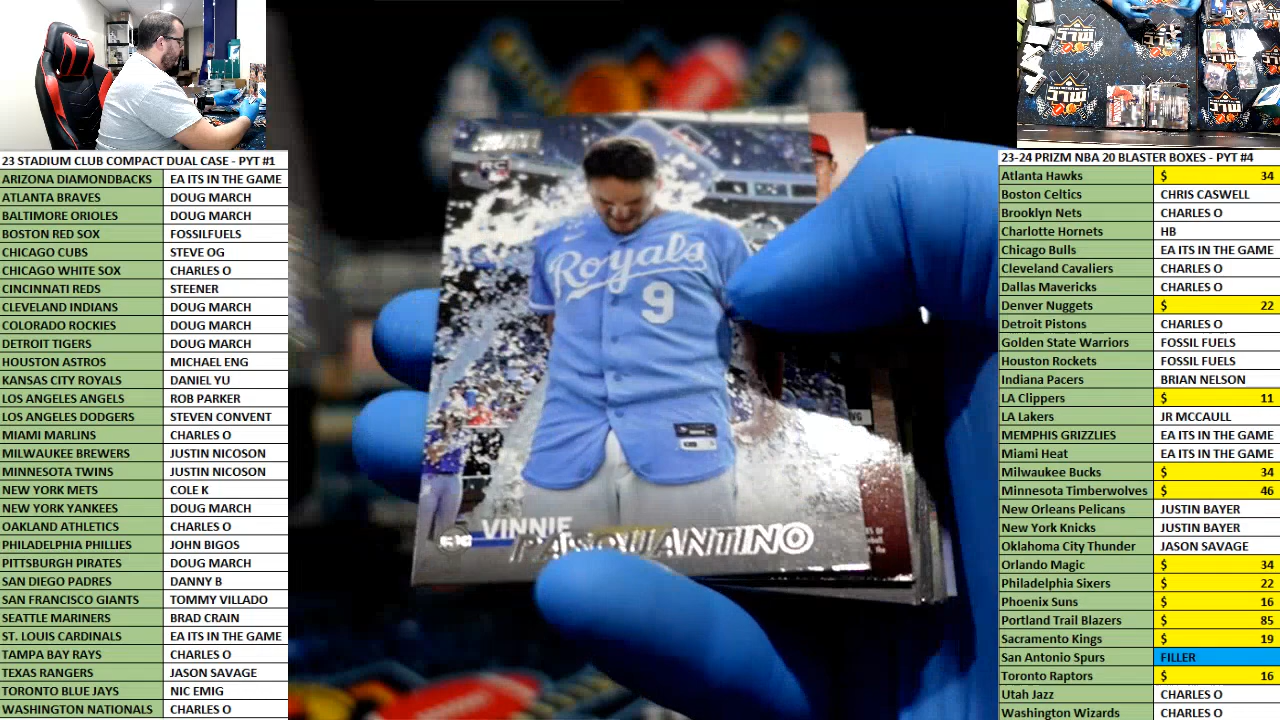 23 STADIUM CLUB COMPACT DUAL CASE - PYT #1
ARIZONA DIAMONDBACKS EA ITS IN THE GAME
ATLANTA BRAVES DOUG MARCH
BALTIMORE ORIOLES DOUG MARCH
BOSTON RED SOX FOSSILFUELS
CHICAGO CUBS STEVE OG
CHICAGO WHITE SOX CHARLES O
CINCINNATI REDS STEENER
CLEVELAND INDIANS DOUG MARCH
COLORADO ROCKIES DOUG MARCH
DETROIT TIGERS DOUG MARCH
HOUSTON ASTROS MICHAEL ENG
KANSAS CITY ROYALS DANIEL YU
LOS ANGELES ANGELS ROB PARKER
LOS ANGELES DODGERS STEVEN CONVENT
MIAMI MARLINS CHARLES O
MILWAUKEE BREWERS JUSTIN NICOSON
MINNESOTA TWINS JUSTIN NICOSON
NEW YORK METS COLE K
NEW YORK YANKEES DOUG MARCH
OAKLAND ATHLETICS CHARLES O
PHILADELPHIA PHILLIES JOHN BIGOS
PITTSBURGH PIRATES DOUG MARCH
SAN DIEGO PADRES DANNY B
SAN FRANCISCO GIANTS TOMMY VILLADO
SEATTLE MARINERS BRAD CRAIN
ST. LOUIS CARDINALS EA ITS IN THE GAME
TAMPA BAY RAYS CHARLES O
TEXAS RANGERS JASON SAVAGE
TORONTO BLUE JAYS NIC EMIG
WASHINGTON NATIONALS CHARLES O
RC
Royals
9
VINNIE
PASQUANTINO
23-24 PRIZM NBA 20 BLASTER BOXES - PYT #4
Atlanta Hawks $ 34
Boston Celtics CHRIS CASWELL
Brooklyn Nets CHARLES O
Charlotte Hornets HB
Chicago Bulls EA ITS IN THE GAME
Cleveland Cavaliers CHARLES O
Dallas Mavericks CHARLES O
Denver Nuggets $ 22
Detroit Pistons CHARLES O
Golden State Warriors FOSSIL FUELS
Houston Rockets FOSSIL FUELS
Indiana Pacers BRIAN NELSON
LA Clippers $ 11
LA Lakers JR MCCAULL
MEMPHIS GRIZZLIES EA ITS IN THE GAME
Miami Heat EA ITS IN THE GAME
Milwaukee Bucks $ 34
Minnesota Timberwolves $ 46
New Orleans Pelicans JUSTIN BAYER
New York Knicks JUSTIN BAYER
Oklahoma City Thunder JASON SAVAGE
Orlando Magic $ 34
Philadelphia Sixers $ 22
Phoenix Suns $ 16
Portland Trail Blazers $ 85
Sacramento Kings $ 19
San Antonio Spurs FILLER
Toronto Raptors $ 16
Utah Jazz CHARLES O
Washington Wizards CHARLES O